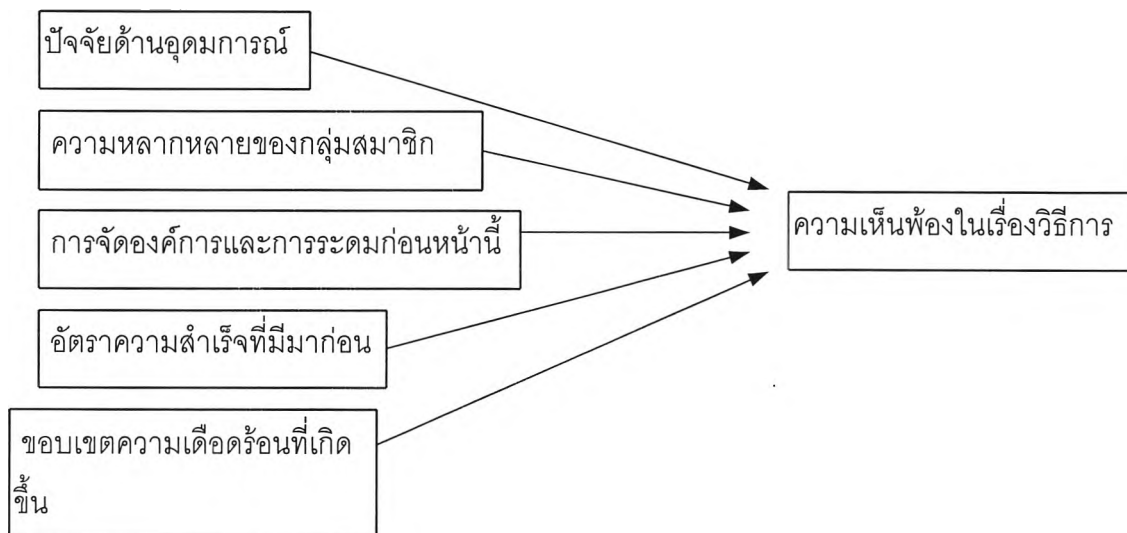 ปัจจัยด้านอุดมการณ์
ความหลากหลายของกลุ่มสมาชิก
การจัดองค์การและการระดมก่อนหน้านี้
อัตราความสำเร็จที่มีมาก่อน
ขอบเขตความเดือดร้อนที่เกิด
ขึ้น
ความเห็นพ้องในเรื่องวิธีการ